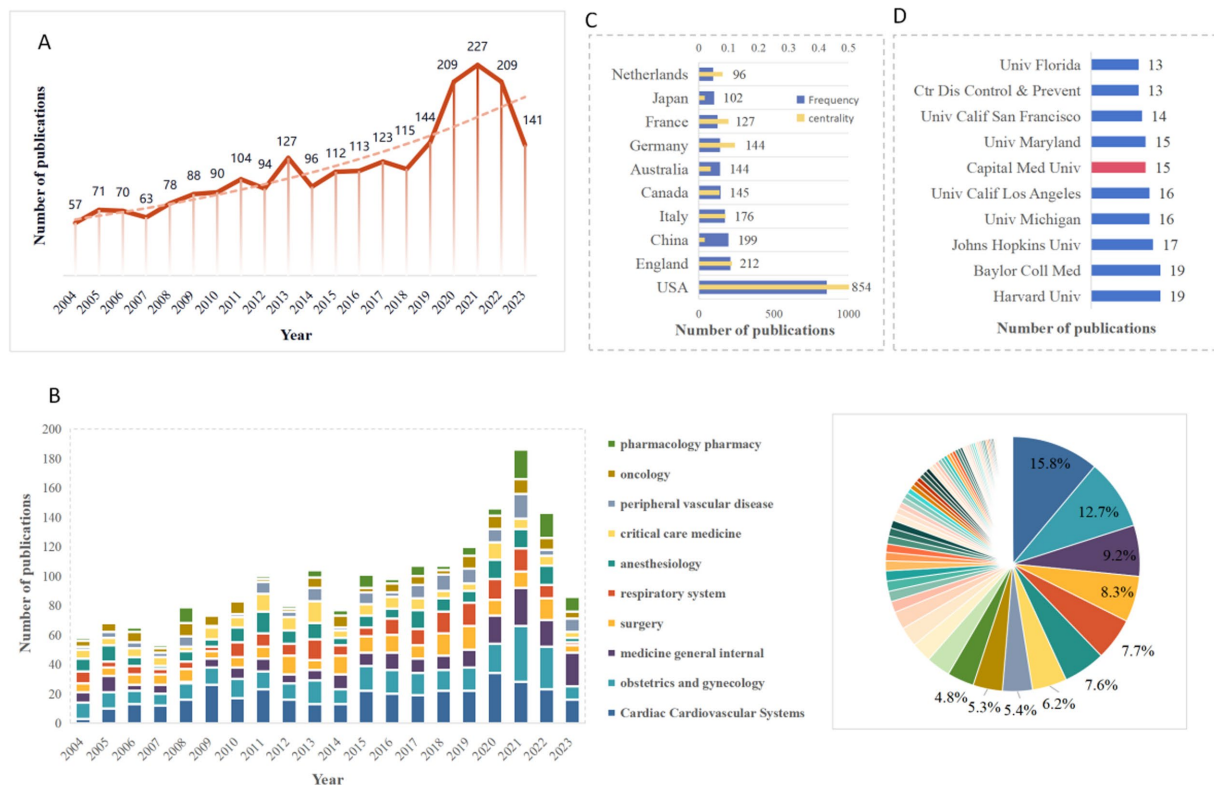 A
Number of publications
57
71
70
63
78
88
90
104
94
127
96
112
113
123
115
144
209
227
209
141
2004
2005
2006
2007
2008
2009
2010
2011
2012
2013
2014
2015
2016
2017
2018
2019
2020
2021
2022
2023
Year
C
0 0.1 0.2 0.3 0.4 0.5
Netherlands 96
Japan 102
France 127
Germany 144
Australia 144
Canada 145
Italy 176
China 199
England 212
USA 854
Frequency
centrality
0 500 1000
Number of publications
D
Univ Florida 13
Ctr Dis Control & Prevent 13
Univ Calif San Francisco 14
Univ Maryland 15
Capital Med Univ 15
Univ Calif Los Angeles 16
Univ Michigan 16
Johns Hopkins Univ 17
Baylor Coll Med 19
Harvard Univ 19
Number of publications
B
Number of publications
200
180
160
140
120
100
80
60
40
20
0
2004
2005
2006
2007
2008
2009
2010
2011
2012
2013
2014
2015
2016
2017
2018
2019
2020
2021
2022
2023
Year
pharmacology pharmacy
oncology
peripheral vascular disease
critical care medicine
anesthesiology
respiratory system
surgery
medicine general internal
obstetrics and gynecology
Cardiac Cardiovascular Systems
15.8%
12.7%
9.2%
8.3%
7.7%
7.6%
6.2%
5.4%
5.3%
4.8%